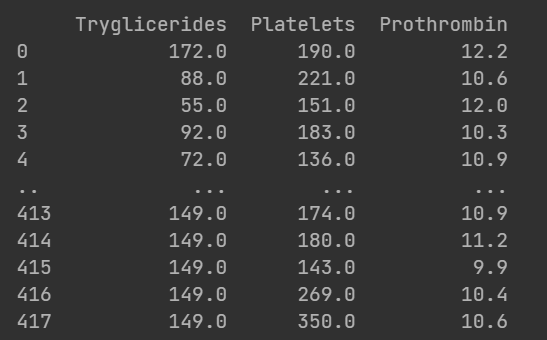 Tryglicerides Platelets Prothrombin
0 172.0 190.0 12.2
1 88.0 221.0 10.6
2 55.0 151.0 12.0
3 92.0 183.0 10.3
4 72.0 136.0 10.9
.. ... ... ...
413 149.0 174.0 10.9
414 149.0 180.0 11.2
415 149.0 143.0 9.9
416 149.0 269.0 10.4
417 149.0 350.0 10.6